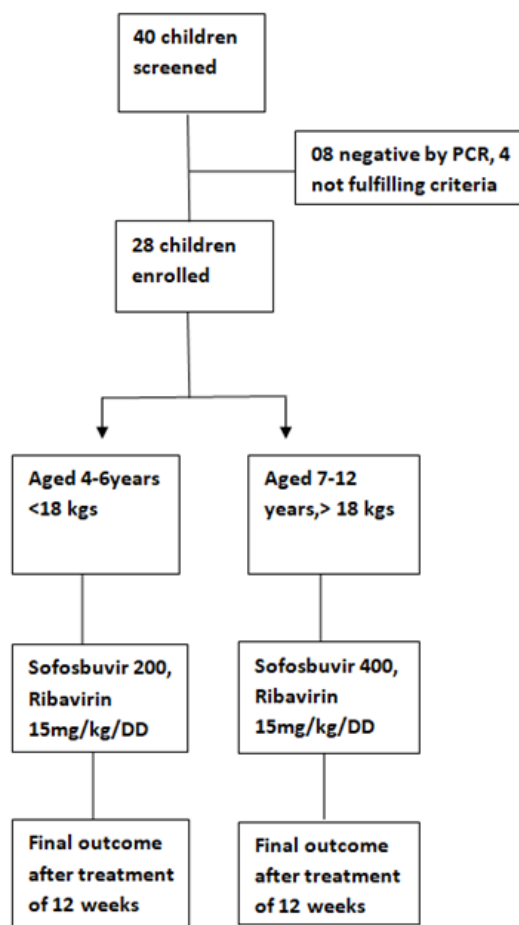 40 children
screened
08 negative by PCR, 4
not fulfilling criteria
28 children
enrolled
Aged 4-6years
<18 kgs
Aged 7-12
years,> 18 kgs
Sofosbuvir 200,
Ribavirin
15mg/kg/DD
Sofosbuvir 400,
Ribavirin
15mg/kg/DD
Final outcome
after treatment
of 12 weeks
Final outcome
after treatment
of 12 weeks